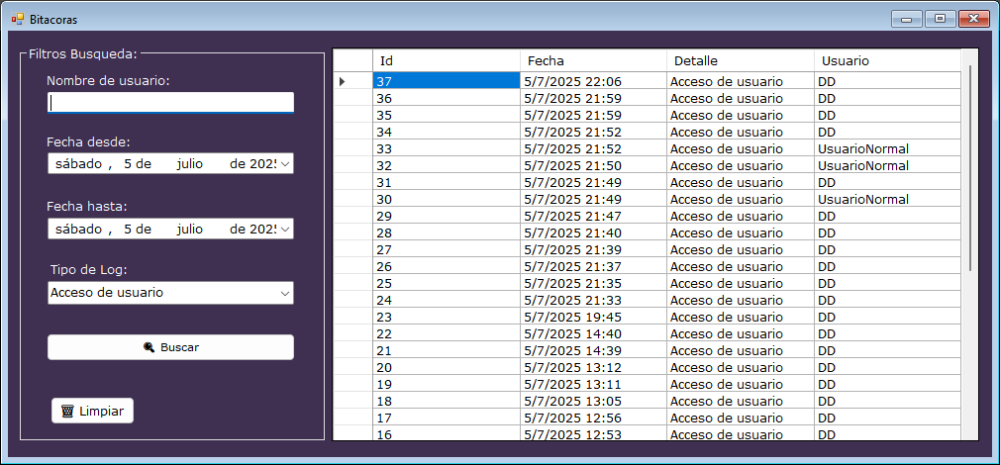 Bitacoras
Filtros Busqueda:
Nombre de usuario:
Fecha desde:
sábado , 5 de julio de 2025
Fecha hasta:
sábado , 5 de julio de 2025
Tipo de Log:
Acceso de usuario
Buscar
Limpiar
Id Fecha Detalle Usuario
37 5/7/2025 22:06 Acceso de usuario DD
36 5/7/2025 21:59 Acceso de usuario DD
35 5/7/2025 21:59 Acceso de usuario DD
34 5/7/2025 21:52 Acceso de usuario DD
33 5/7/2025 21:52 Acceso de usuario UsuarioNormal
32 5/7/2025 21:50 Acceso de usuario UsuarioNormal
31 5/7/2025 21:49 Acceso de usuario DD
30 5/7/2025 21:49 Acceso de usuario UsuarioNormal
29 5/7/2025 21:47 Acceso de usuario DD
28 5/7/2025 21:40 Acceso de usuario DD
27 5/7/2025 21:39 Acceso de usuario DD
26 5/7/2025 21:37 Acceso de usuario DD
25 5/7/2025 21:35 Acceso de usuario DD
24 5/7/2025 21:33 Acceso de usuario DD
23 5/7/2025 19:45 Acceso de usuario DD
22 5/7/2025 14:40 Acceso de usuario DD
21 5/7/2025 14:39 Acceso de usuario DD
20 5/7/2025 13:12 Acceso de usuario DD
19 5/7/2025 13:11 Acceso de usuario DD
18 5/7/2025 13:05 Acceso de usuario DD
17 5/7/2025 12:56 Acceso de usuario DD
16 5/7/2025 12:53 Acceso de usuario DD